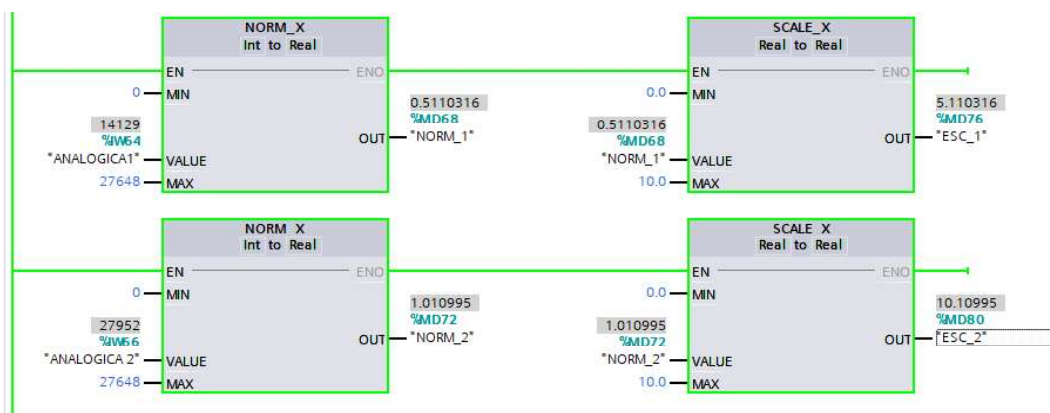 NORM_X
Int to Real
EN
ENO
0
MIN
0.5110316
14129
%MD68
%IW64
OUT
"NORM_1"
"ANALOGICA1"
VALUE
27648
MAX
SCALE_X
Real to Real
EN
ENO
0.0
MIN
5.110316
0.5110316
%MD76
%MD68
OUT
"ESC_1"
"NORM_1"
VALUE
10.0
MAX
NORM_X
Int to Real
EN
ENO
0
MIN
1.010995
27952
%MD72
%IW66
OUT
"NORM_2"
"ANALOGICA 2"
VALUE
27648
MAX
SCALE_X
Real to Real
EN
ENO
0.0
MIN
10.10995
1.010995
%MD80
%MD72
OUT
"ESC_2"
"NORM_2"
VALUE
10.0
MAX